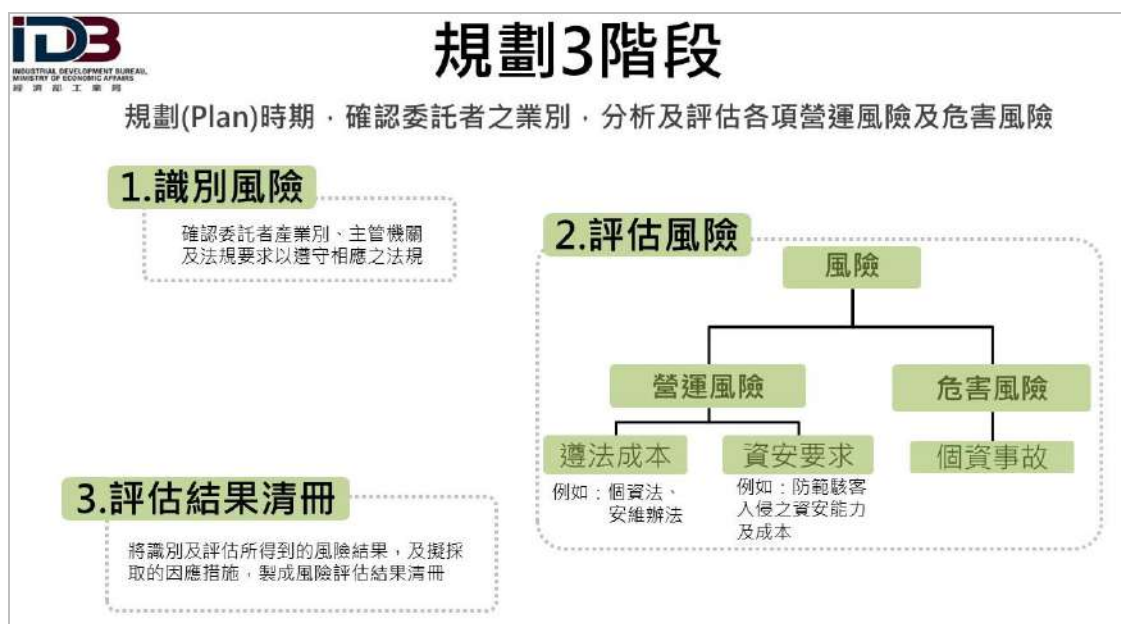 iDB
INDUSTRIAL DEVELOPMENT BUREAU,
MINISTRY OF ECONOMIC AFFAIRS
經濟部工業局
規劃3階段
規劃(Plan)時期，確認委託者之業別，分析及評估各項營運風險及危害風險
1.識別風險
確認委託者產業別、主管機關
及法規要求以遵守相應之法規
2.評估風險
風險
營運風險
危害風險
遵法成本
資安要求
個資事故
例如：個資法、
安維辦法
例如：防範駭客
人侵之資安能力
及成本
3.評估結果清冊
將識別及評估所得到的風險結果，及擬採
取的因應措施，製成風險評估結果清冊